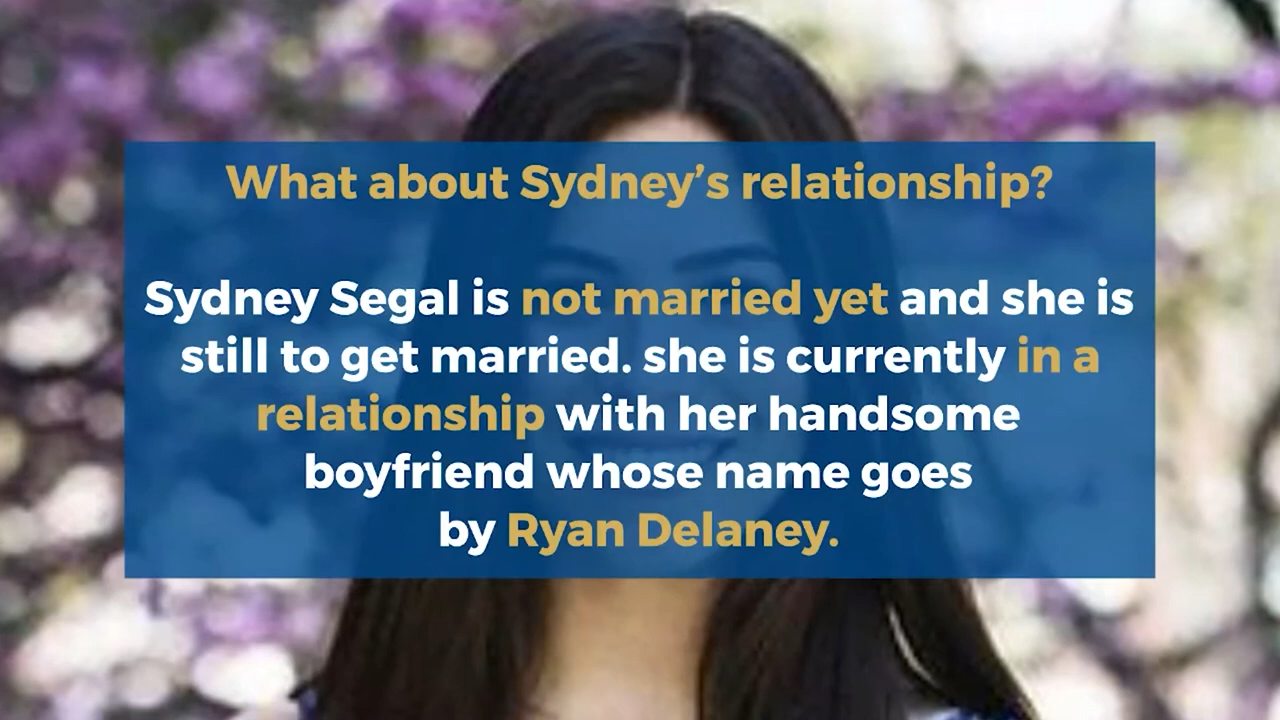 What about Sydney’s relationship?
Sydney Segal is not married yet and she is
still to get married. she is currently in a
relationship with her handsome
boyfriend whose name goes
by Ryan Delaney.